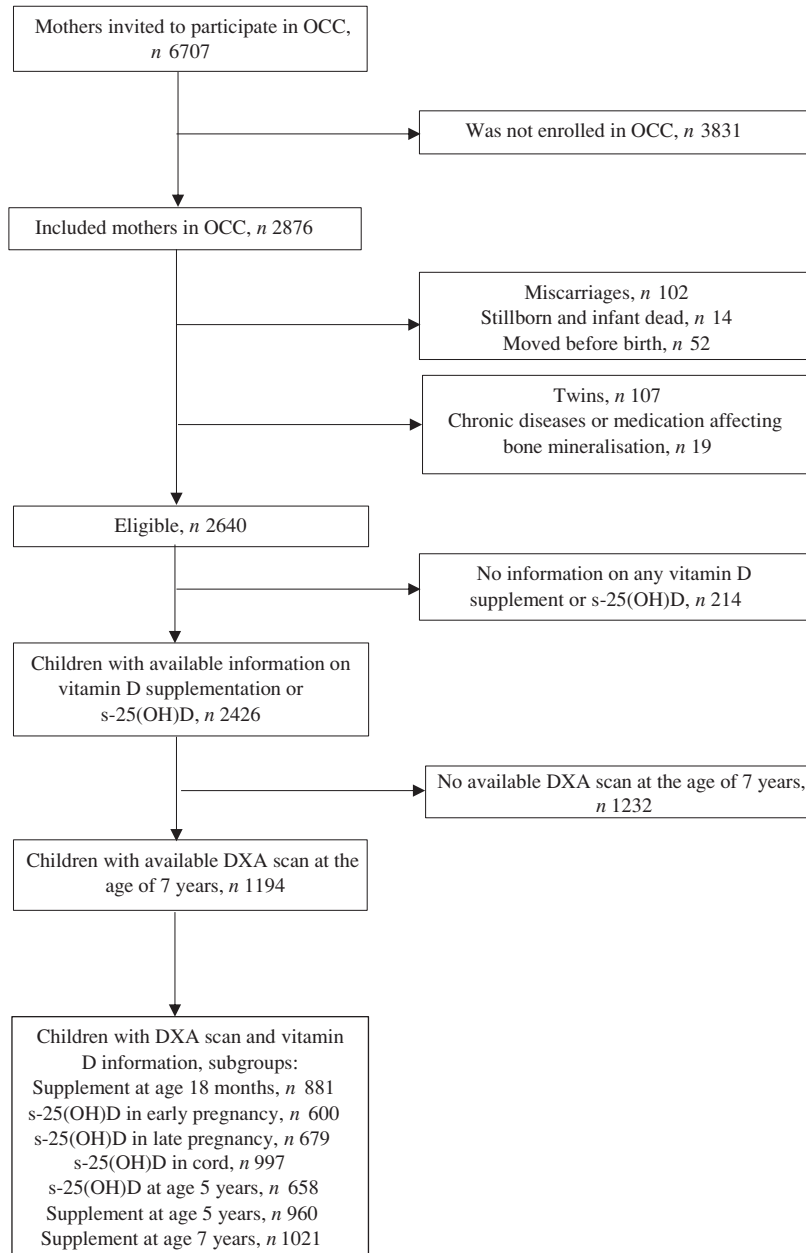 Mothers invited to participate in OCC,
n 6707
Was not enrolled in OCC, n 3831
Included mothers in OCC, n 2876
Miscarriages, n 102
Stillborn and infant dead, n 14
Moved before birth, n 52
Twins, n 107
Chronic diseases or medication affecting
bone mineralisation, n 19
Eligible, n 2640
No information on any vitamin D
supplement or s-25(OH)D, n 214
Children with available information on
vitamin D supplementation or
s-25(OH)D, n 2426
No available DXA scan at the age of 7 years,
n 1232
Children with available DXA scan at the
age of 7 years, n 1194
Children with DXA scan and vitamin
D information, subgroups:
Supplement at age 18 months, n 881
s-25(OH)D in early pregnancy, n 600
s-25(OH)D in late pregnancy, n 679
s-25(OH)D in cord, n 997
s-25(OH)D at age 5 years, n 658
Supplement at age 5 years, n 960
Supplement at age 7 years, n 1021